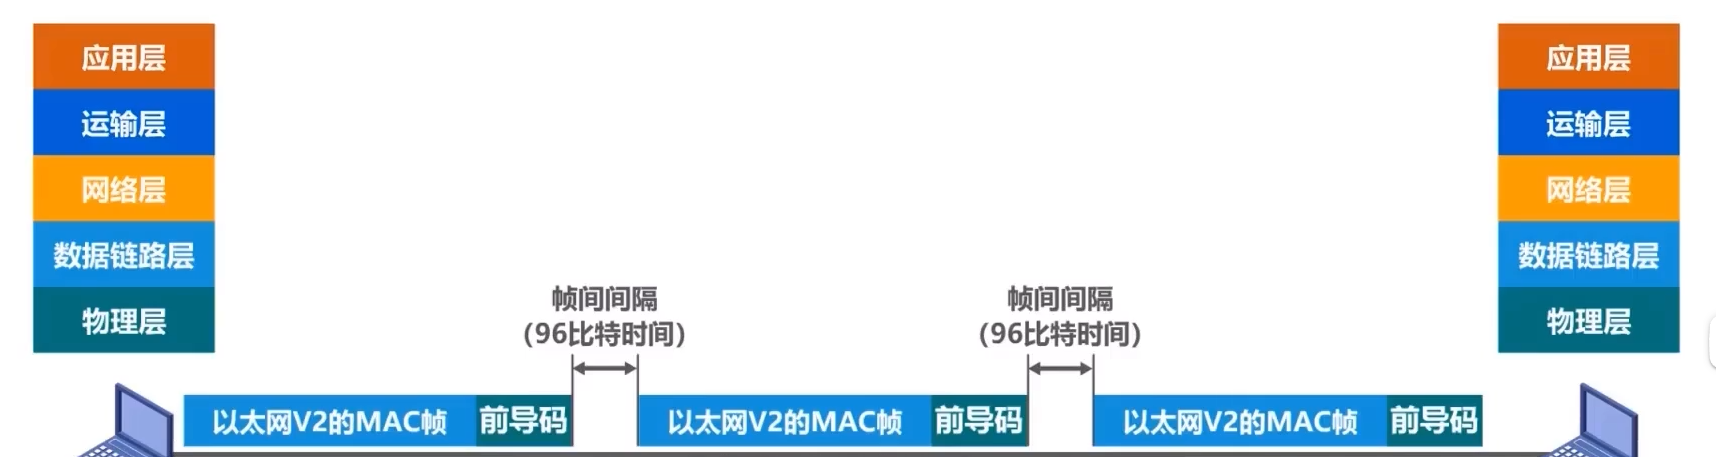 应用层
运输层
网络层
数据链路层
物理层
帧间间隔
(96比特时间)
帧间间隔
(96比特时间)
以太网V2的MAC帧
前导码
以太网V2的MAC帧
前导码
以太网V2的MAC帧
前导码
应用层
运输层
网络层
数据链路层
物理层